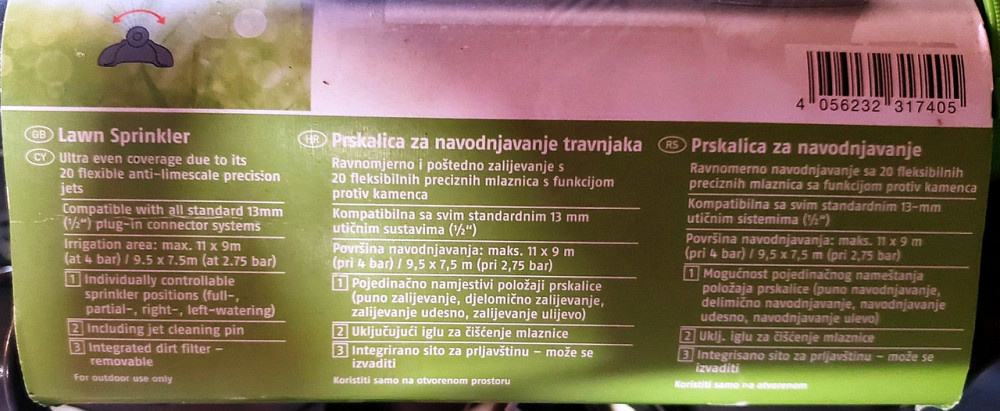 4 056232 317405
GB Lawn Sprinkler
CY Ultra even coverage due to its
20 flexible anti-limescale precision
jets
Compatible with all standard 13mm
(½“) plug-in connector systems
Irrigation area: max. 11 x 9m
(at 4 bar) / 9.5 x 7.5m (at 2.75 bar)
1 Individually controllable
sprinkler positions (full-,
partial-, right-, left-watering)
2 Including jet cleaning pin
3 Integrated dirt filter –
removable
For outdoor use only
HR Prskalica za navodnjavanje travnjaka
Ravnomjerno i poštedno zalijevanje s
20 fleksibilnih preciznih mlaznica s funkcijom
protiv kamenca
Kompatibilna sa svim standardnim 13 mm
utičnim sustavima (½“)
Površina navodnjavanja: maks. 11 x 9 m
(pri 4 bar) / 9,5 x 7,5 m (pri 2,75 bar)
1 Pojedinačno namjestivi položaji prskalice
(puno zalijevanje, djelomično zalijevanje,
zalijevanje udesno, zalijevanje ulijevo)
2 Uključujući iglu za čišćenje mlaznice
3 Integrirano sito za prljavštinu – može se
izvaditi
Koristiti samo na otvorenom prostoru
RS Prskalica za navodnjavanje
Ravnomerno navodnjavanje sa 20 fleksibilnih
preciznih mlaznica sa funkcijom protiv kamenca
Kompatibilna sa svim standardnim 13-mm
utičnim sistemima (½“)
Površina navodnjavanja: maks. 11 x 9 m
(pri 4 bar) / 9,5 x 7,5 m (pri 2,75 bar)
1 Mogućnost pojedinačnog nameštanja
položaja prskalice (puno navodnjavanje,
delimično navodnjavanje, navodnjavanje
udesno, navodnjavanje ulevo)
2 Uklj. iglu za čišćenje mlaznice
3 Integrisano sito za prljavštinu – može se
izvaditi
Koristiti samo na otvorenom